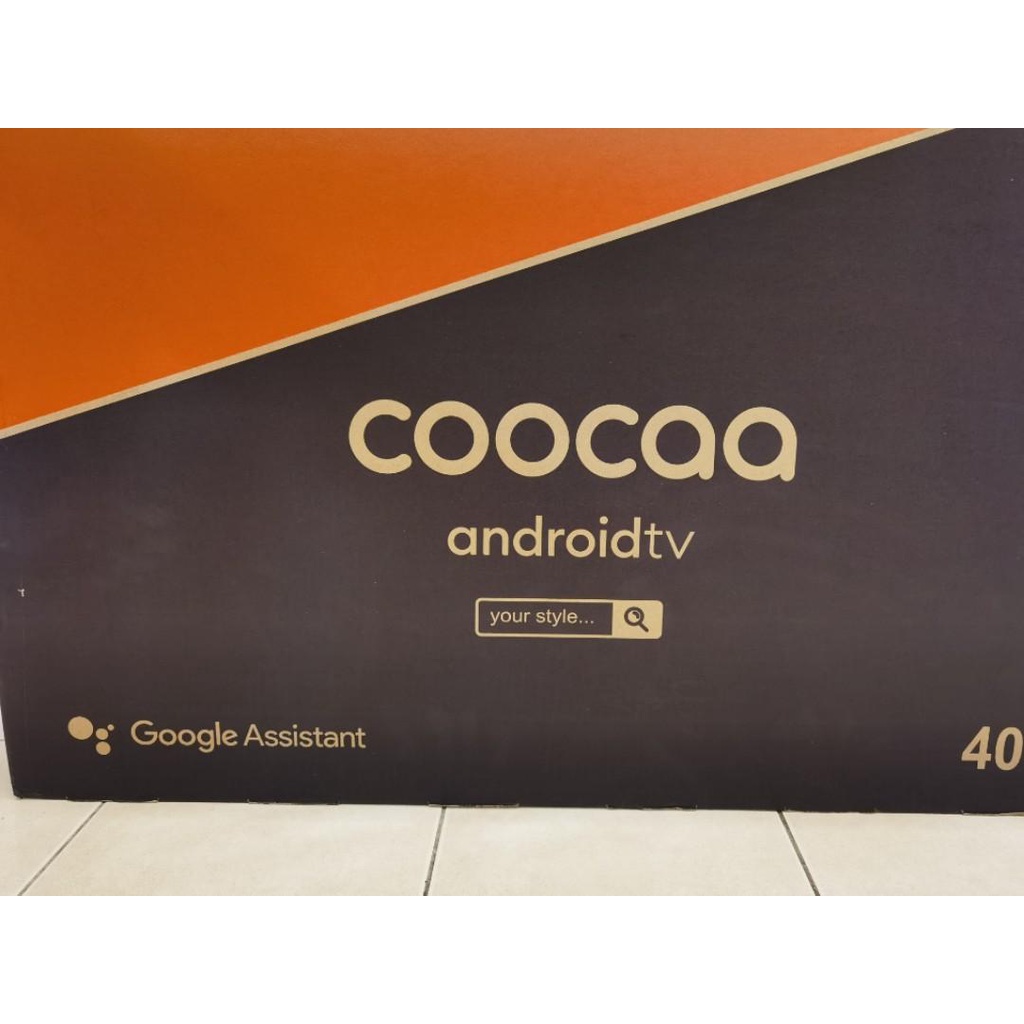 coocaa
androidtv
your style...
Google Assistant
40